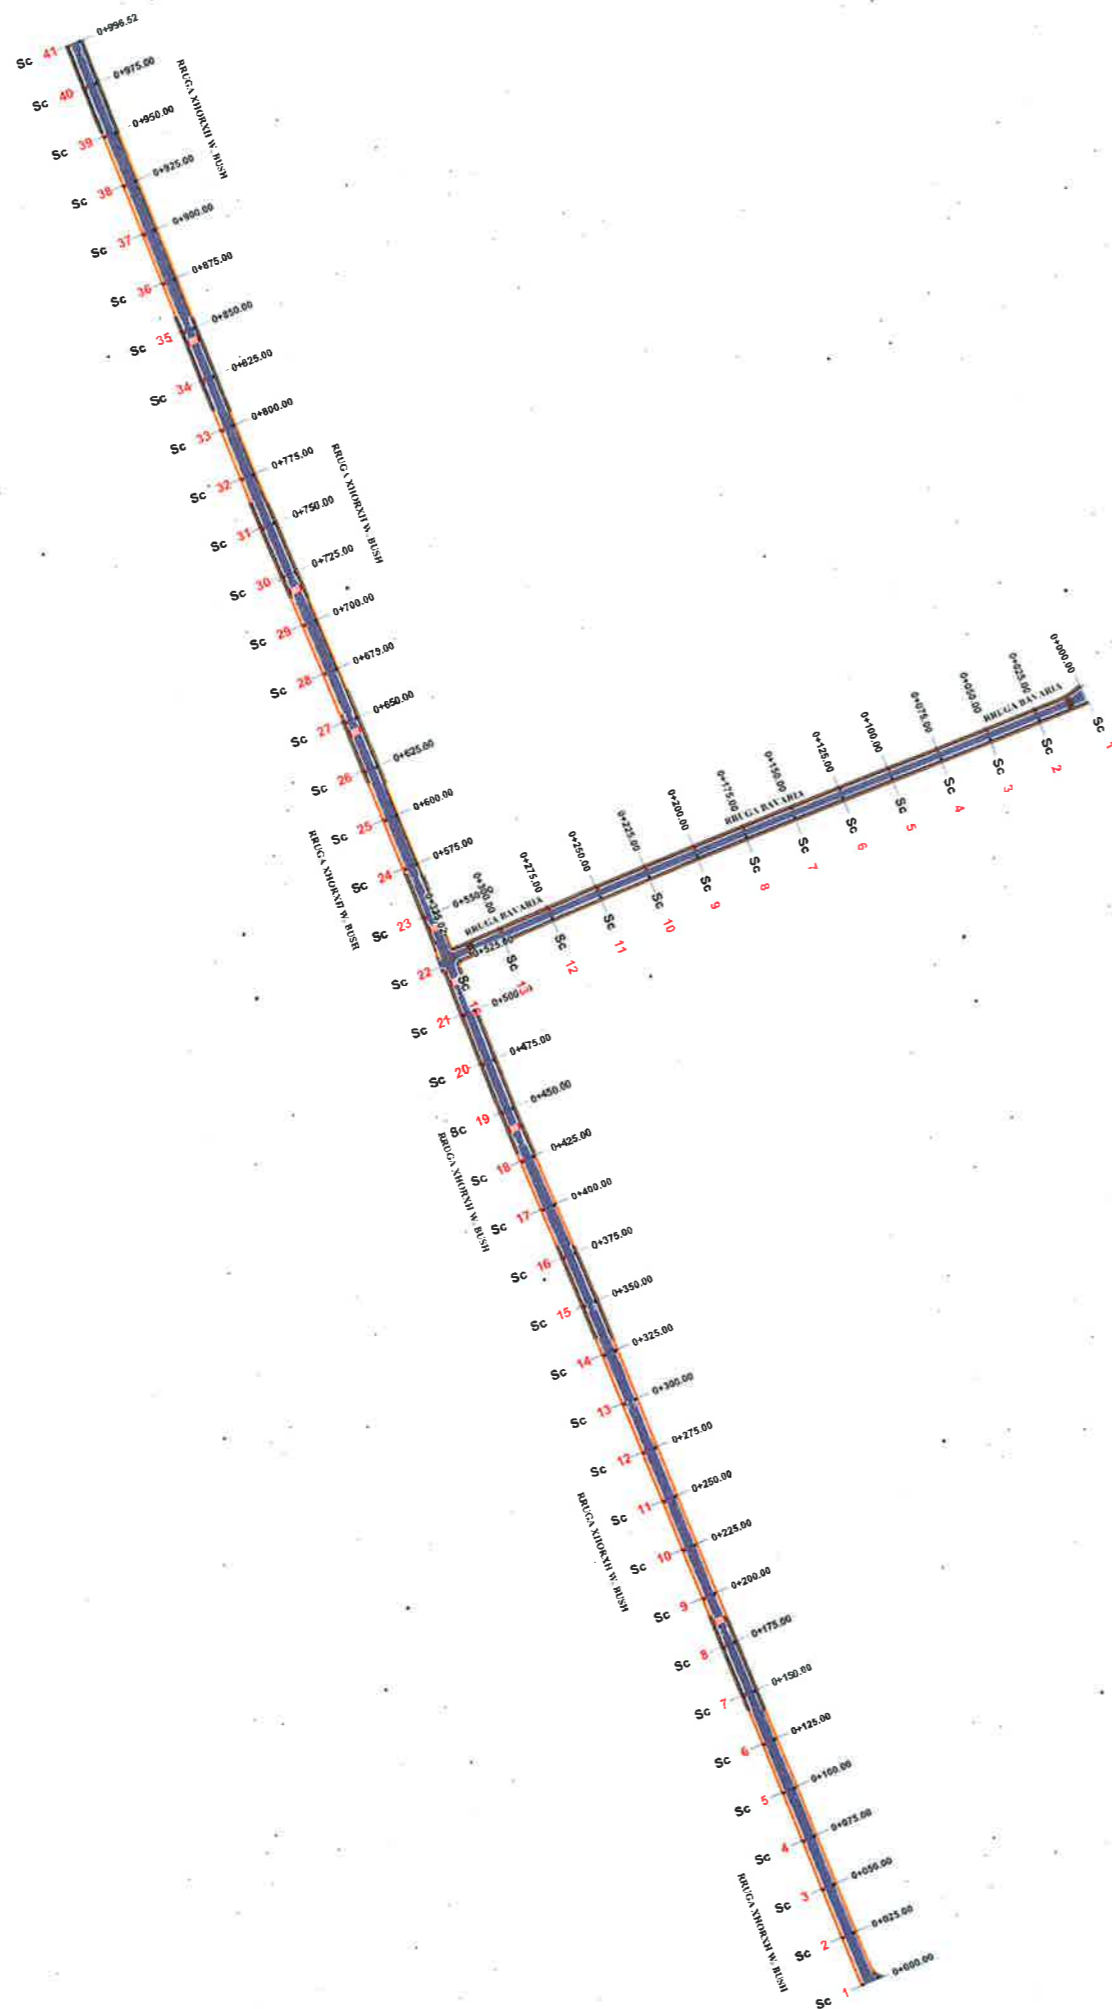 Sc 41 0+996.52
Sc 40 0+975.00
RRUGA XHORXH W. BUSH
Sc 39 0+950.00
Sc 38 0+925.00
Sc 37 0+900.00
Sc 36 0+875.00
Sc 35 0+850.00
Sc 34 0+825.00
Sc 33 0+800.00
Sc 32 0+775.00
RRUGA XHORXH W. BUSH
Sc 31 0+750.00
Sc 30 0+725.00
Sc 29 0+700.00
Sc 28 0+675.00
Sc 27 0+650.00
Sc 26 0+625.00
Sc 25 0+600.00
RRUGA XHORXH W. BUSH
Sc 24 0+575.00
Sc 23 0+550.00
Sc 22 0+525.00
Sc 21 0+500.00
Sc 20 0+475.00
Sc 19 0+450.00
RRUGA XHORXH W. BUSH
Sc 18 0+425.00
Sc 17 0+400.00
Sc 16 0+375.00
Sc 15 0+350.00
Sc 14 0+325.00
Sc 13 0+300.00
Sc 12 0+275.00
RRUGA XHORXH W. BUSH
Sc 11 0+250.00
Sc 10 0+225.00
Sc 9 0+200.00
Sc 8 0+175.00
Sc 7 0+150.00
Sc 6 0+125.00
Sc 5 0+100.00
Sc 4 0+075.00
RRUGA XHORXH W. BUSH
Sc 3 0+050.00
Sc 2 0+025.00
Sc 1 0+000.00
0+000.00 Sc 1
0+025.00 Sc 2
RRUGA BAVARIA
0+050.00 Sc 3
0+075.00 Sc 4
0+100.00 Sc 5
0+125.00 Sc 6
0+150.00 Sc 7
RRUGA BAVARIA
0+175.00 Sc 8
0+200.00 Sc 9
0+225.00 Sc 10
0+250.00 Sc 11
0+275.00 Sc 12
RRUGA BAVARIA
0+300.00 Sc 13
Sc 14